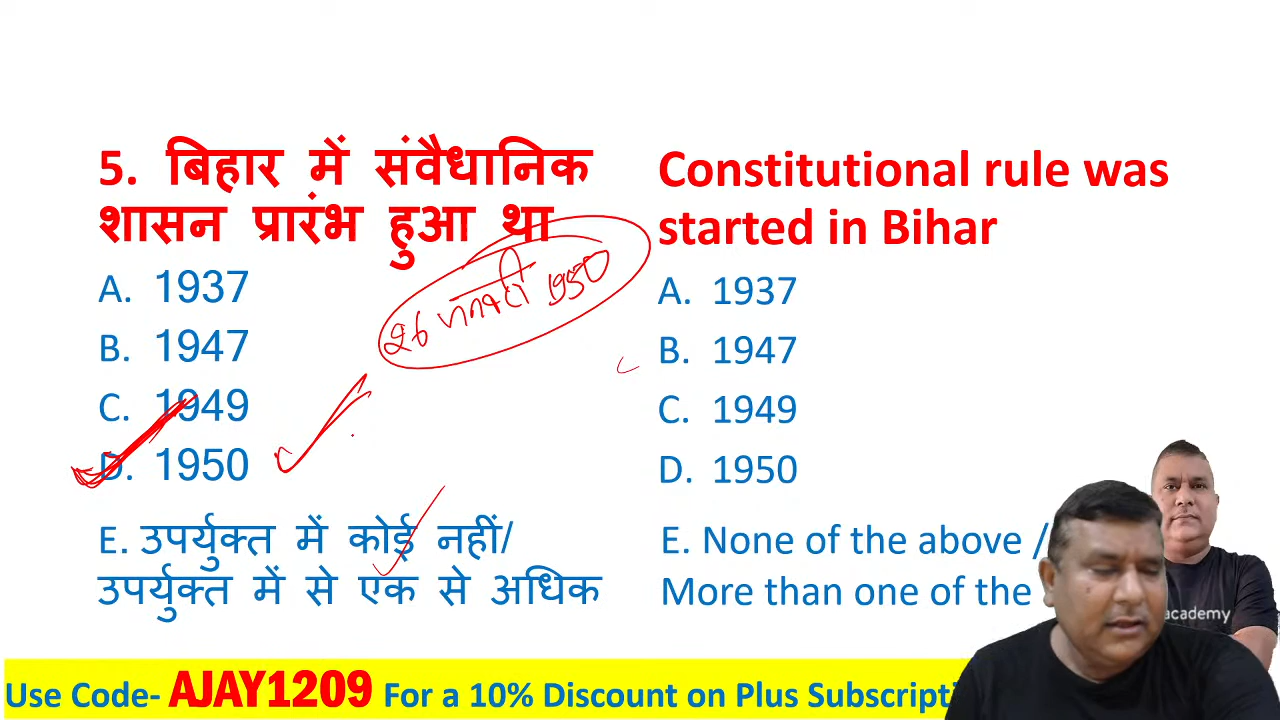 5. बिहार में संवैधानिक
शासन प्रारंभ हुआ था
A. 1937
B. 1947
C. 1949
D. 1950
E. उपर्युक्त में कोई नहीं/
उपर्युक्त में से एक से अधिक
26 जनवरी 1950
Constitutional rule was
started in Bihar
A. 1937
B. 1947
C. 1949
D. 1950
E. None of the above /
More than one of the
academy
Use Code- AJAY1209 For a 10% Discount on Plus Subscripti